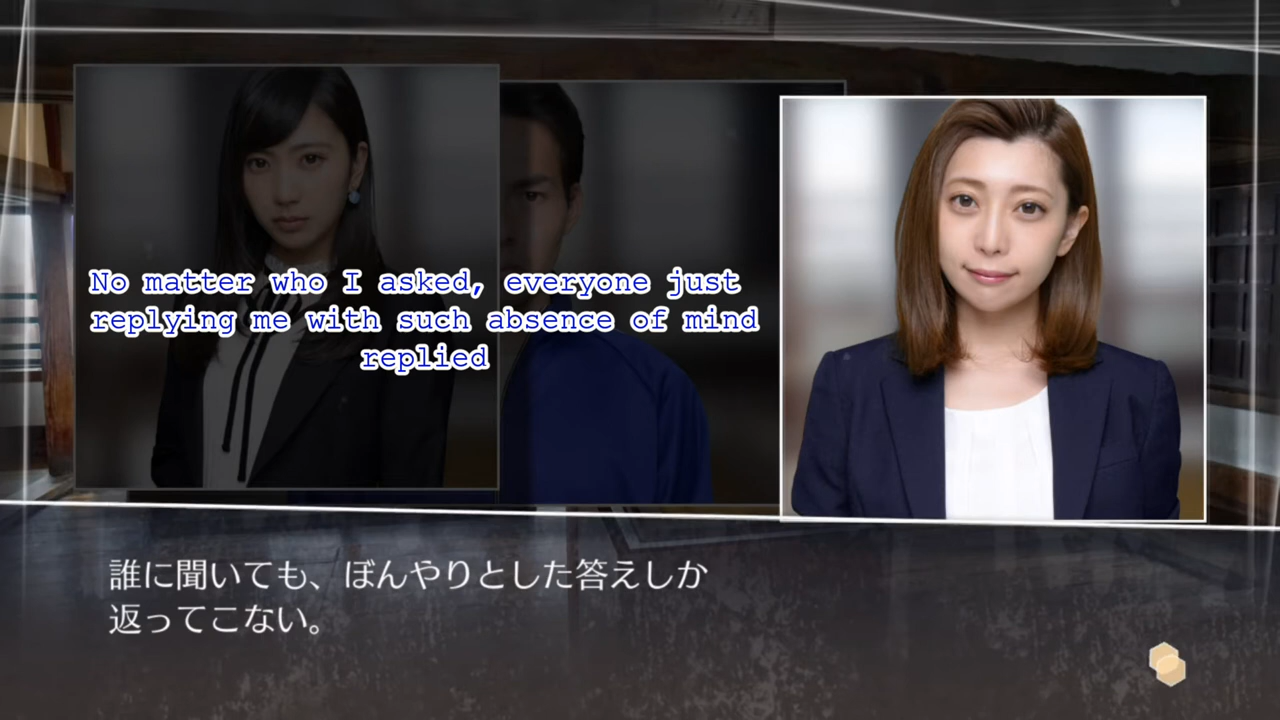 No matter who I asked, everyone just
replying me with such absence of mind
replied
誰に聞いても、ぼんやりとした答えしか
返ってこない。